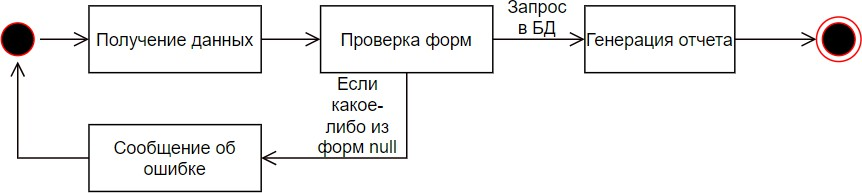 Получение данных
Проверка форм
Запрос
в БД
Генерация отчета
Если
какое-
либо из
форм null
Сообщение об
ошибке